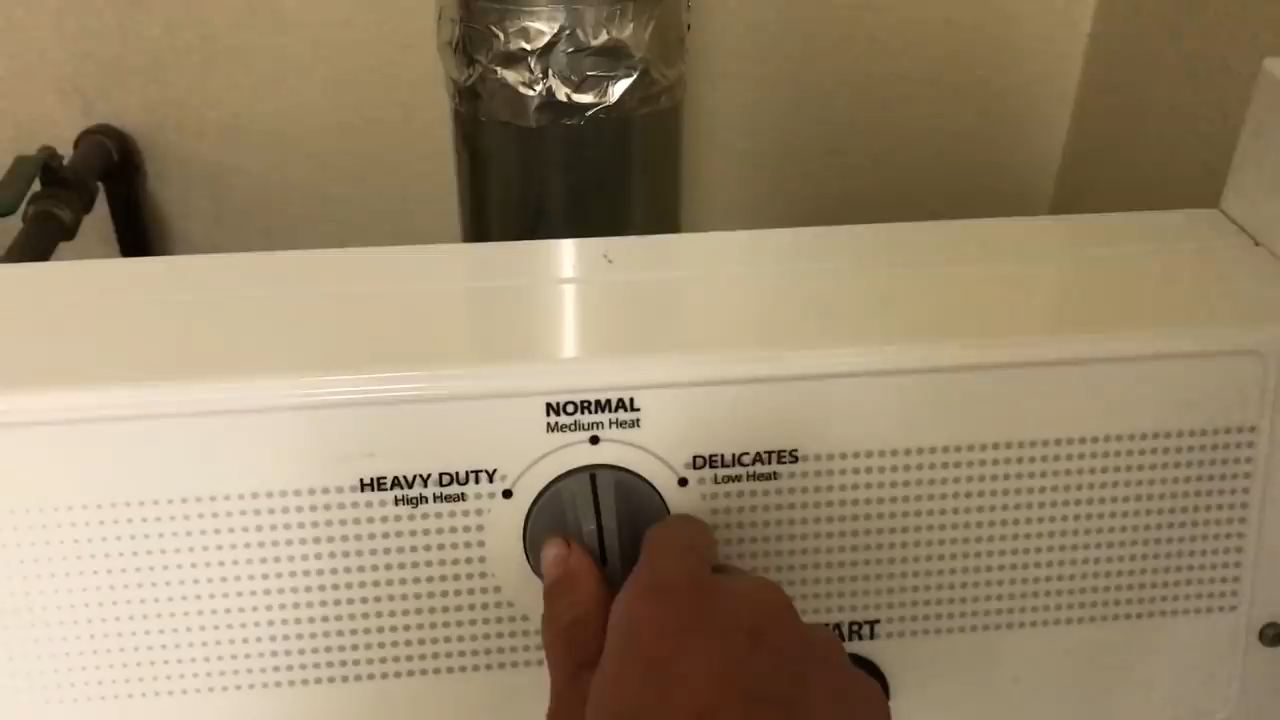 NORMAL
Medium Heat
HEAVY DUTY
High Heat
DELICATES
Low Heat